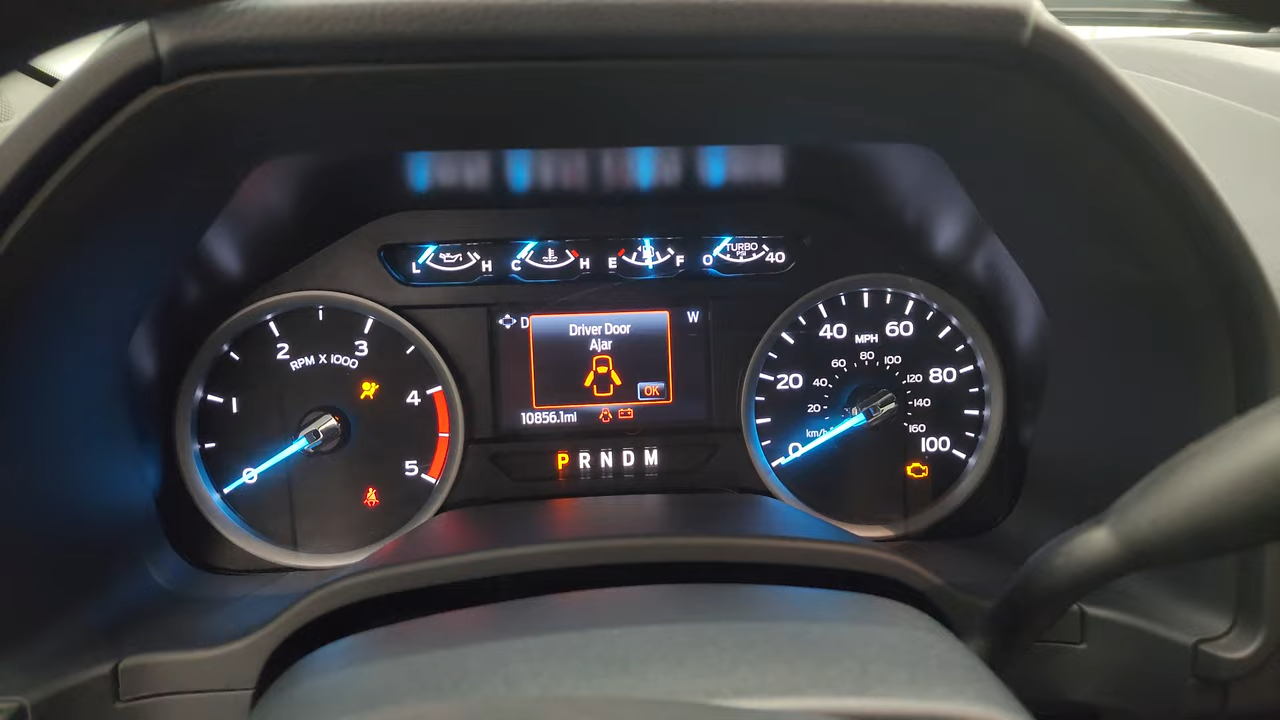 L H C H E F 0 TURBO PSI 40
1 2 3 4 5
RPM X 1000
0
D W
Driver Door
Ajar
OK
10856.1mi
P R N D M
MPH
0 20 40 60 80 100
20 40 60 80 100 120 140 160